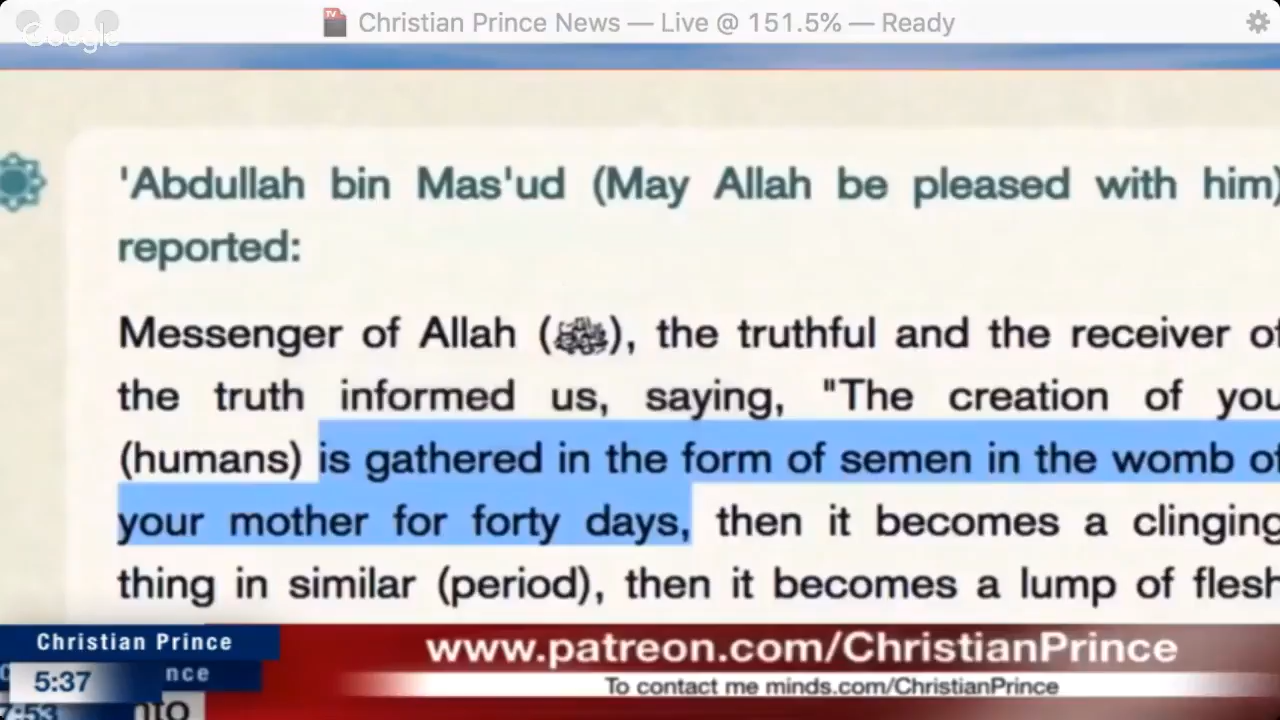 Christian Prince News — Live @ 151.5% — Ready
Google
'Abdullah bin Mas'ud (May Allah be pleased with him)
reported:
Messenger of Allah (ﷺ), the truthful and the receiver of
the truth informed us, saying, "The creation of you
(humans) is gathered in the form of semen in the womb of
your mother for forty days, then it becomes a clinging
thing in similar (period), then it becomes a lump of flesh
Christian Prince
nce
5:37
7:53
www.patreon.com/ChristianPrince
To contact me minds.com/ChristianPrince